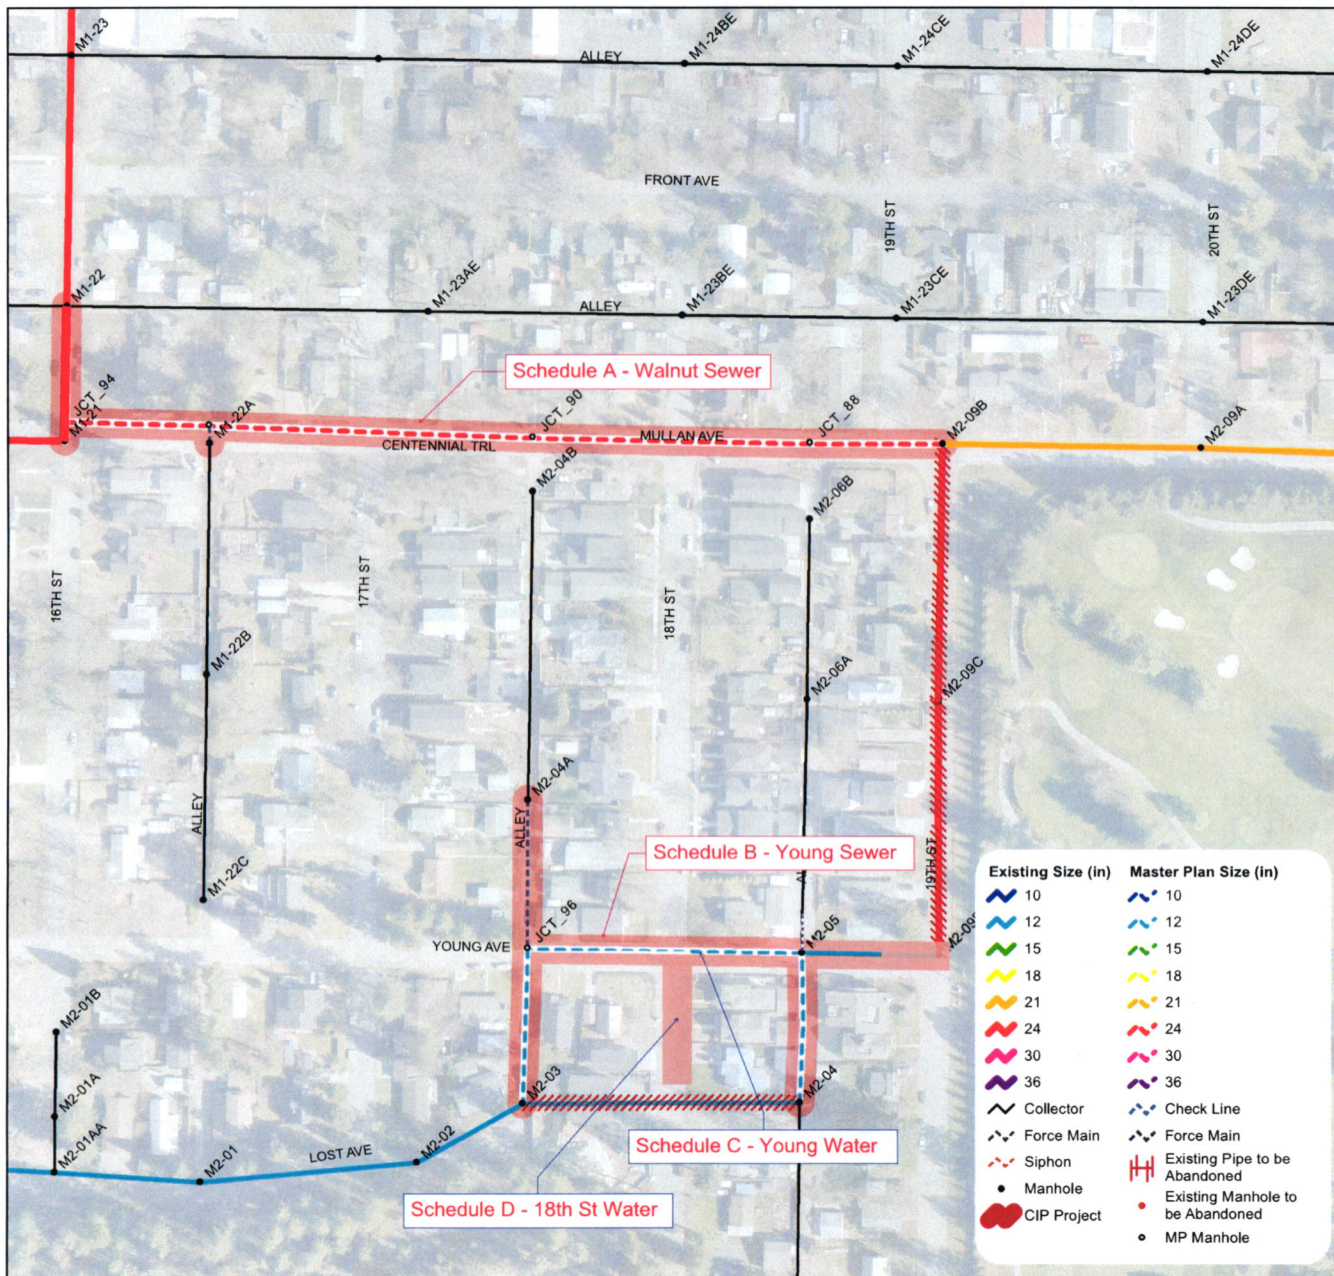 M1-23
ALLEY
M1-24BE
M1-24CE
M1-24DE
FRONT AVE
19TH ST
20TH ST
M1-22
M1-23AE
ALLEY
M1-23BE
M1-23CE
M1-23DE
Schedule A - Walnut Sewer
JCT_94
M1-21
M1-22A
JCT_90
MULLAN AVE
JCT_88
M2-09B
M2-09A
CENTENNIAL TRL
M2-04B
M2-06B
16TH ST
17TH ST
18TH ST
M1-22B
M2-06A
M2-09C
ALLEY
M2-04A
ALLEY
Schedule B - Young Sewer
19TH ST
M1-22C
YOUNG AVE
JCT_96
M2-05
M2-01B
M2-01A
M2-01AA
M2-01
LOST AVE
M2-02
M2-03
M2-04
Schedule C - Young Water
Schedule D - 18th St Water
Existing Size (in)
10
12
15
18
21
24
30
36
Collector
Force Main
Siphon
Manhole
CIP Project
Master Plan Size (in)
10
12
15
18
21
24
30
36
Check Line
Force Main
Existing Pipe to be
Abandoned
Existing Manhole to
be Abandoned
MP Manhole